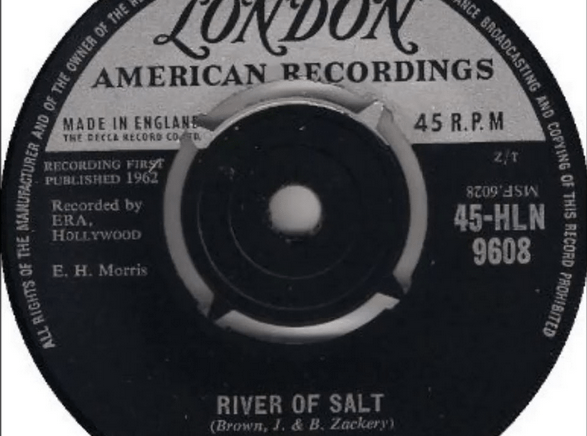 LONDON
AMERICAN RECORDINGS
MADE IN ENGLAND
THE DECCA RECORD CO. LTD.
45 R.P.M
RECORDING FIRST
PUBLISHED 1962
Recorded by
ERA,
HOLLYWOOD
E. H. Morris
Z/T
MSF.6028
45-HLN
9608
RIVER OF SALT
(Brown, J. & B. Zackery)
ALL RIGHTS OF THE MANUFACTURER AND OF THE OWNER OF THE
BROADCASTING AND COPYING OF THIS RECORD PROHIBITED